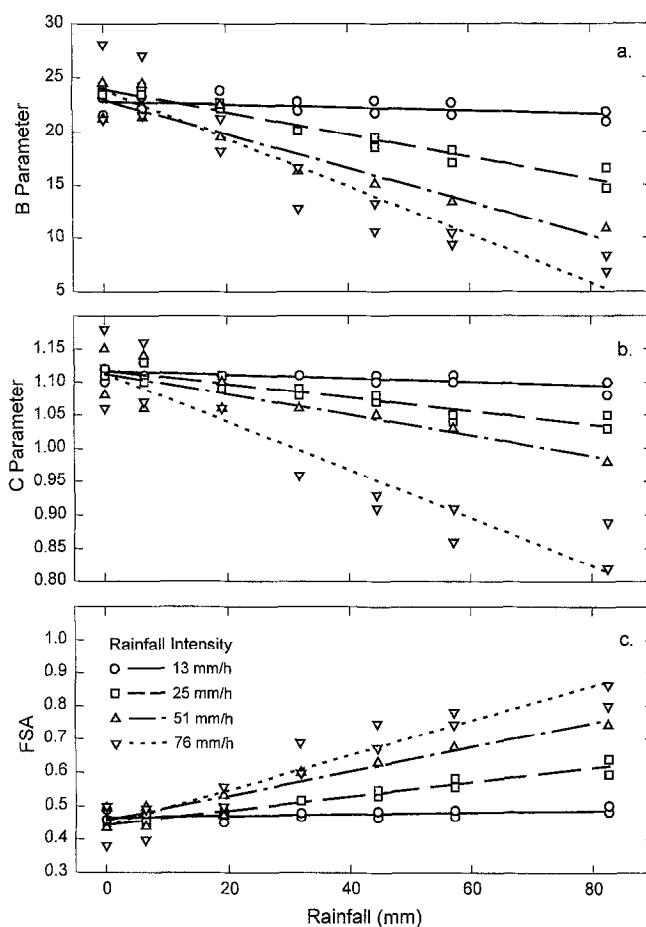 30
a.
25
20
15
10
5
B Parameter
b.
1.15
1.10
1.05
1.00
0.95
0.90
0.85
0.80
C Parameter
c.
1.0
0.9
0.8
0.7
0.6
0.5
0.4
0.3
FSA
Rainfall Intensity
13 mm/h
25 mm/h
51 mm/h
76 mm/h
0 20 40 60 80
Rainfall (mm)